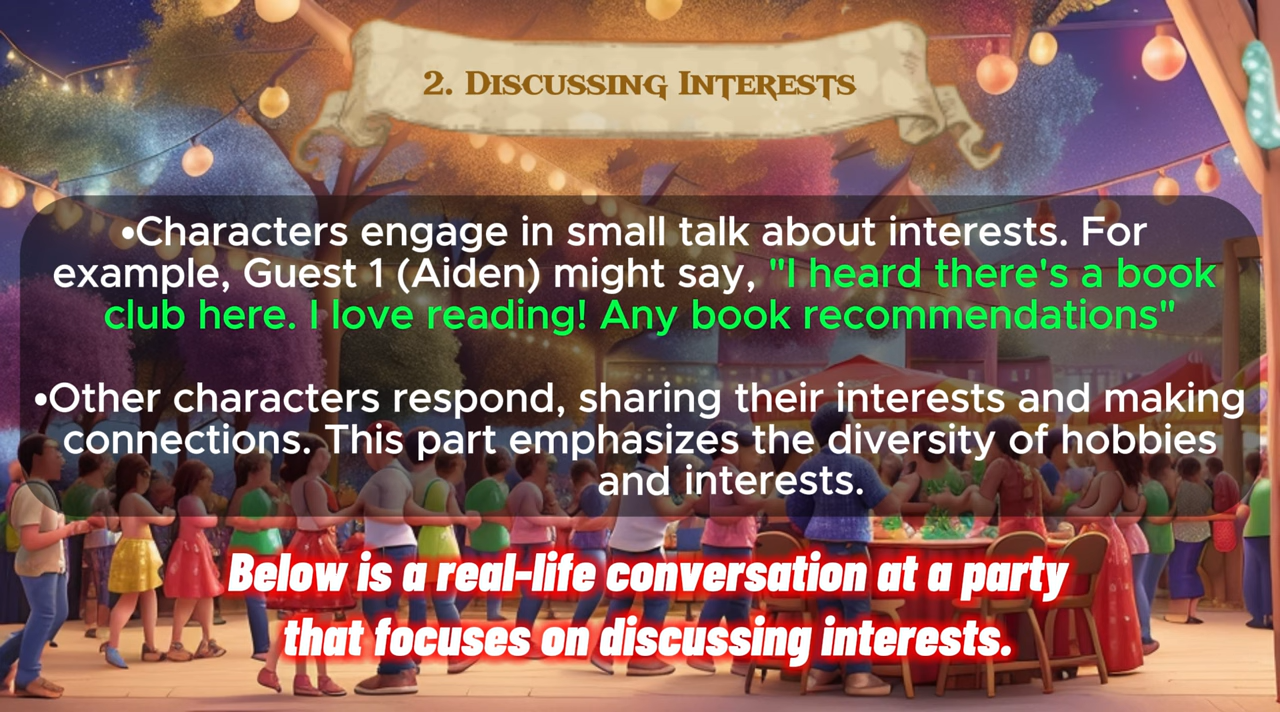 2. Discussing Interests
•Characters engage in small talk about interests. For
example, Guest 1 (Aiden) might say, "I heard there's a book
club here. I love reading! Any book recommendations"
•Other characters respond, sharing their interests and making
connections. This part emphasizes the diversity of hobbies
and interests.
Below is a real-life conversation at a party
that focuses on discussing interests.